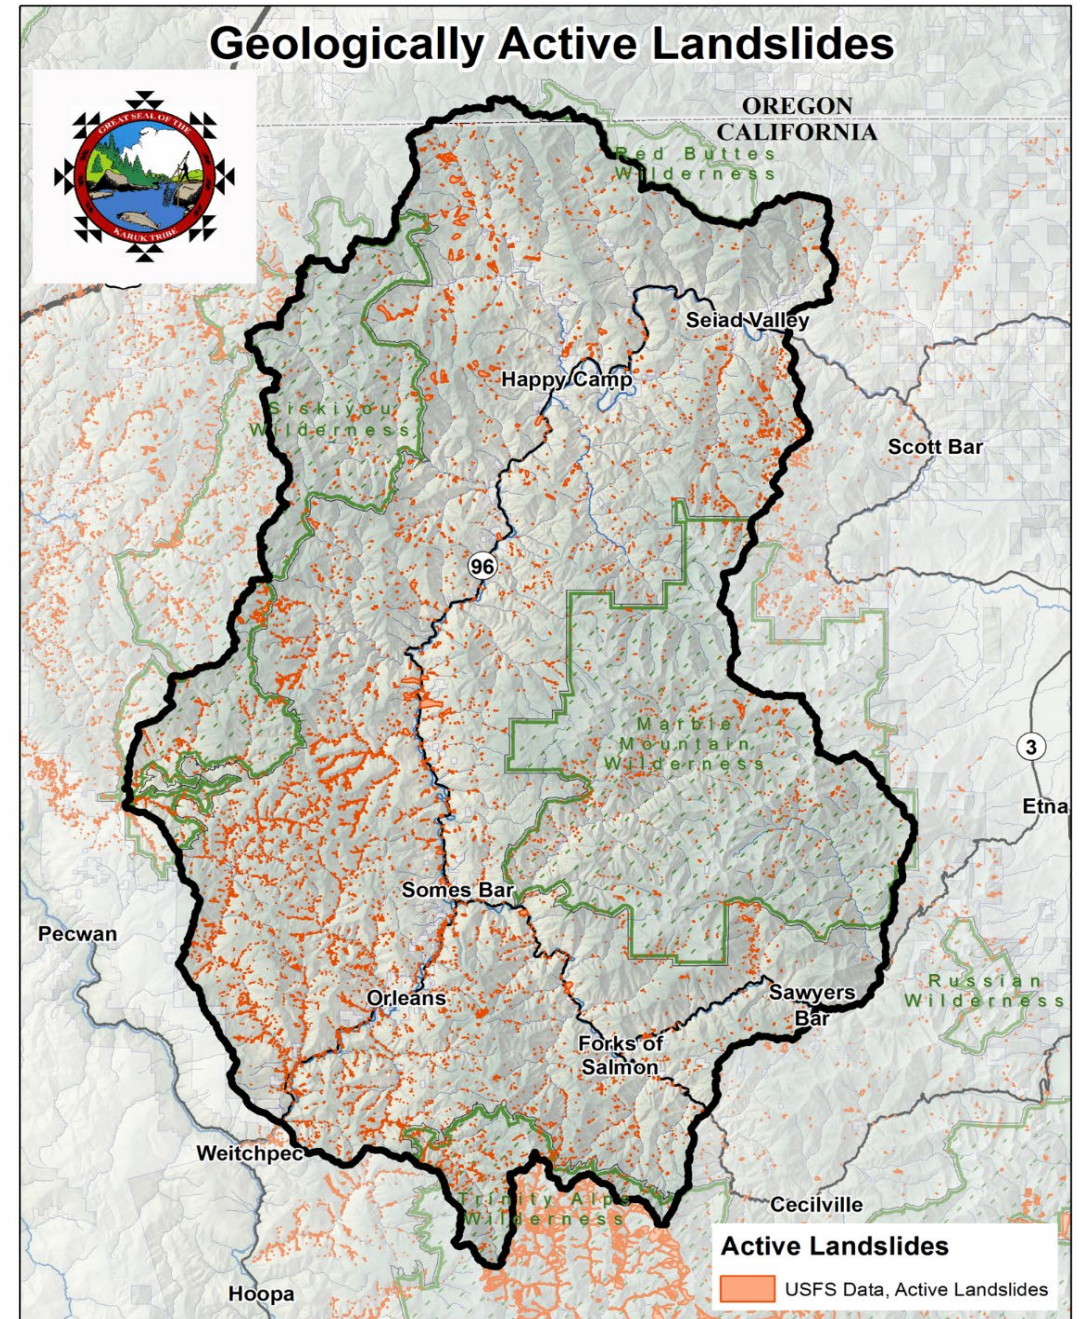 Geologically Active Landslides
GREAT SEAL OF THE
KARUK TRIBE
OREGON
CALIFORNIA
Red Buttes
Wilderness
Seiad Valley
Happy Camp
Siskiyou
Wilderness
Scott Bar
96
Marble
Mountain
Wilderness
3
Etna
Somes Bar
Pecwan
Orleans
Sawyers
Bar
Russian
Wilderness
Forks of
Salmon
Weitchpec
Trinity Alps
Wilderness
Cecilville
Hoopa
Active Landslides
USFS Data, Active Landslides